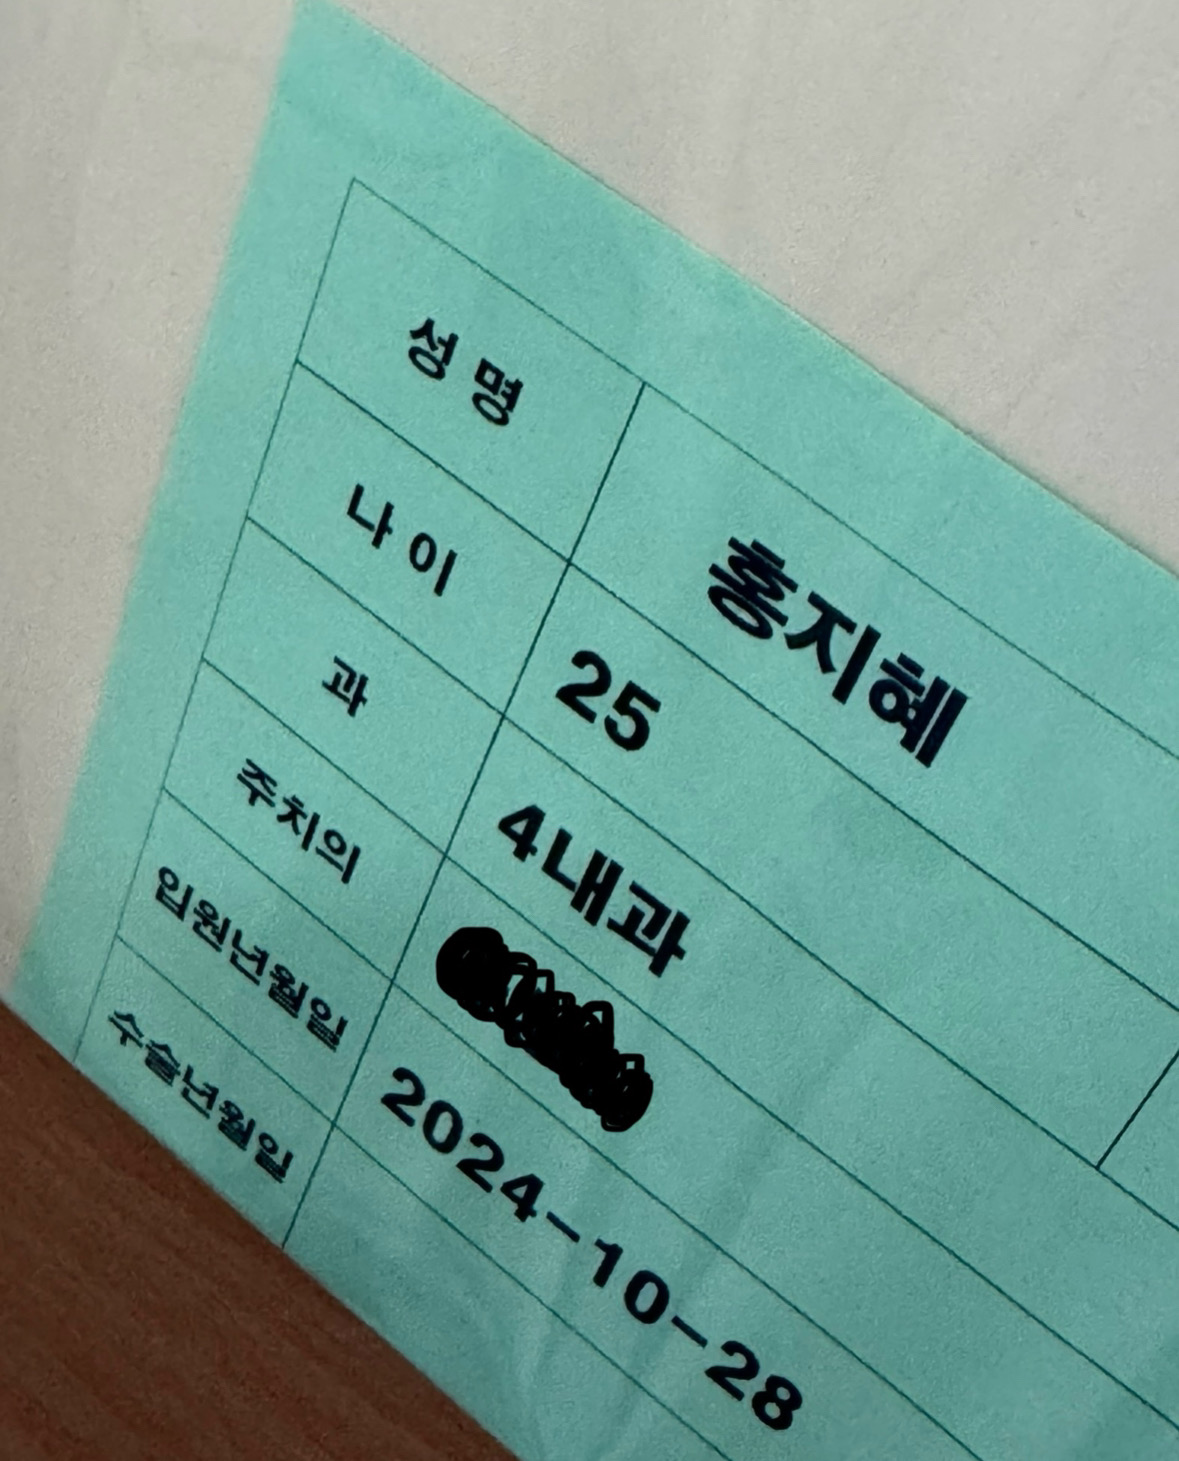 성 명 홍지혜
나 이 25
과 4내과
주치의
입원년월일 2024-10-28
수술년월일